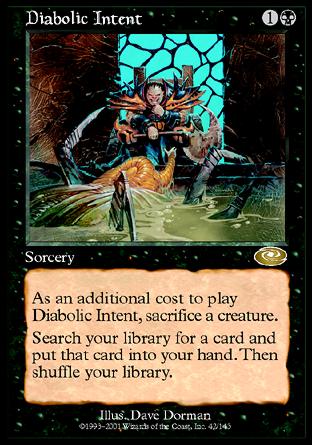 Diabolic Intent 1
Sorcery
As an additional cost to play
Diabolic Intent, sacrifice a creature.
Search your library for a card and
put that card into your hand. Then
shuffle your library.
Illus. Dave Dorman
©1993–2001 Wizards of the Coast, Inc. 42/143